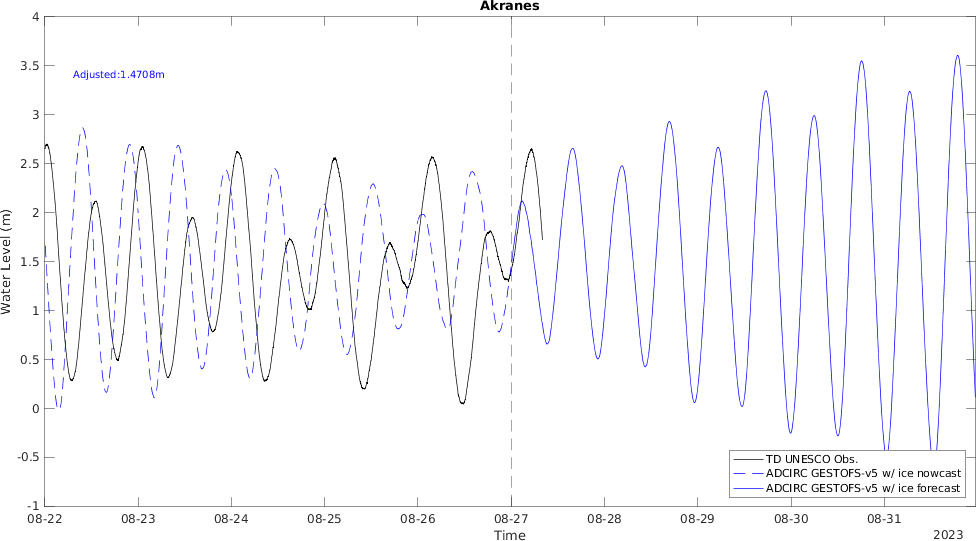 Akranes
4
3.5
3
2.5
2
1.5
1
0.5
0
-0.5
-1
Water Level (m)
Adjusted:1.4708m
TD UNESCO Obs.
ADCIRC GESTOFS-v5 w/ ice nowcast
ADCIRC GESTOFS-v5 w/ ice forecast
08-22 08-23 08-24 08-25 08-26 08-27 08-28 08-29 08-30 08-31
Time
2023